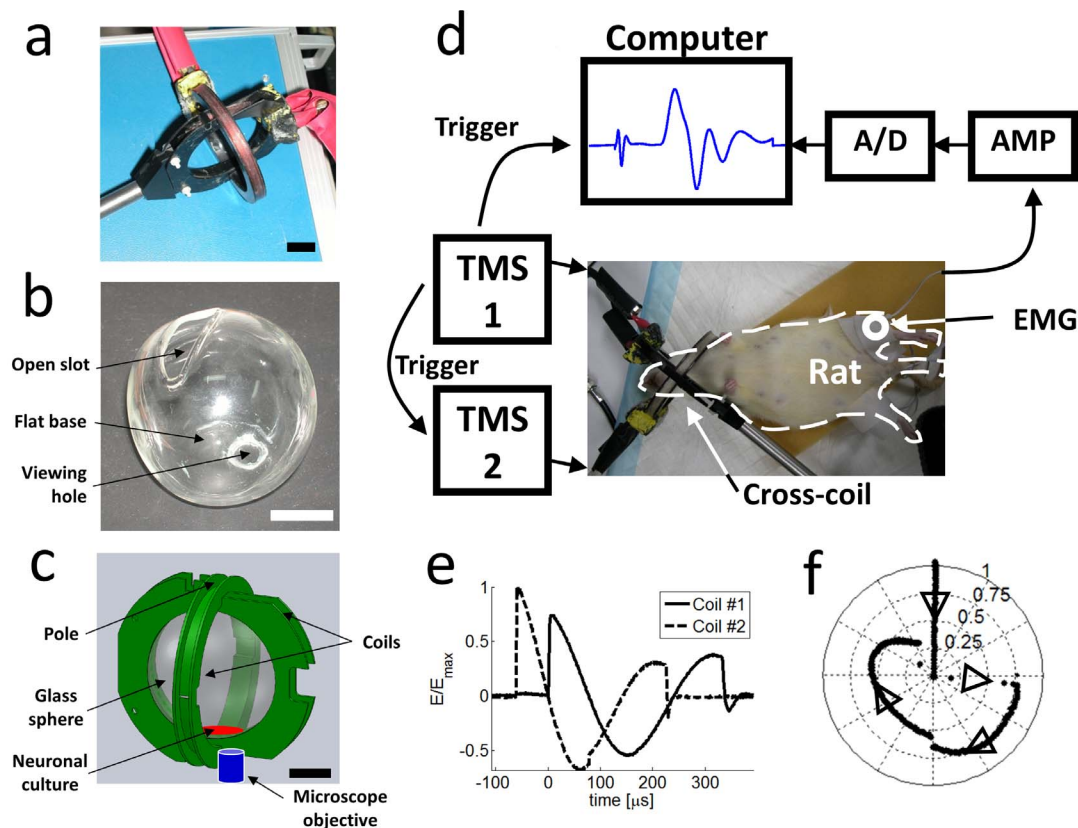 a
b
Open slot
Flat base
Viewing
hole
c
Pole
Coils
Glass
sphere
Neuronal
culture
Microscope
objective
d
Computer
Trigger
A/D
AMP
TMS
1
Trigger
TMS
2
EMG
Rat
Cross-coil
e
Coil #1
Coil #2
E/Emax
1
0.5
0
-0.5
-100
0
100
200
300
time [µs]
f
1
0.75
0.5
0.25